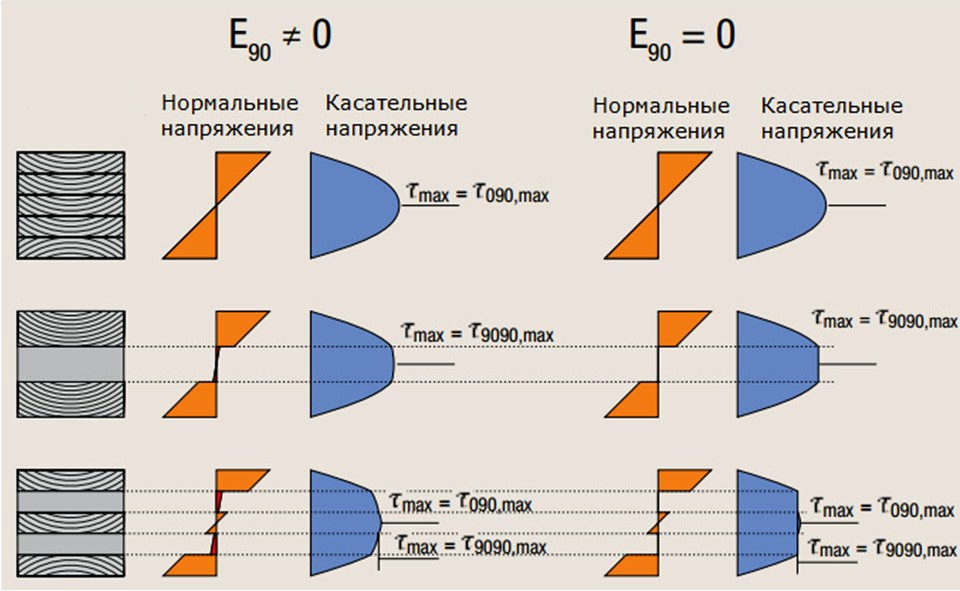 E90 ≠ 0
E90 = 0
Нормальные
напряжения
Касательные
напряжения
Нормальные
напряжения
Касательные
напряжения
τmax = τ090,max
τmax = τ090,max
τmax = τ9090,max
τmax = τ9090,max
τmax = τ090,max
τmax = τ9090,max
τmax = τ090,max
τmax = τ9090,max